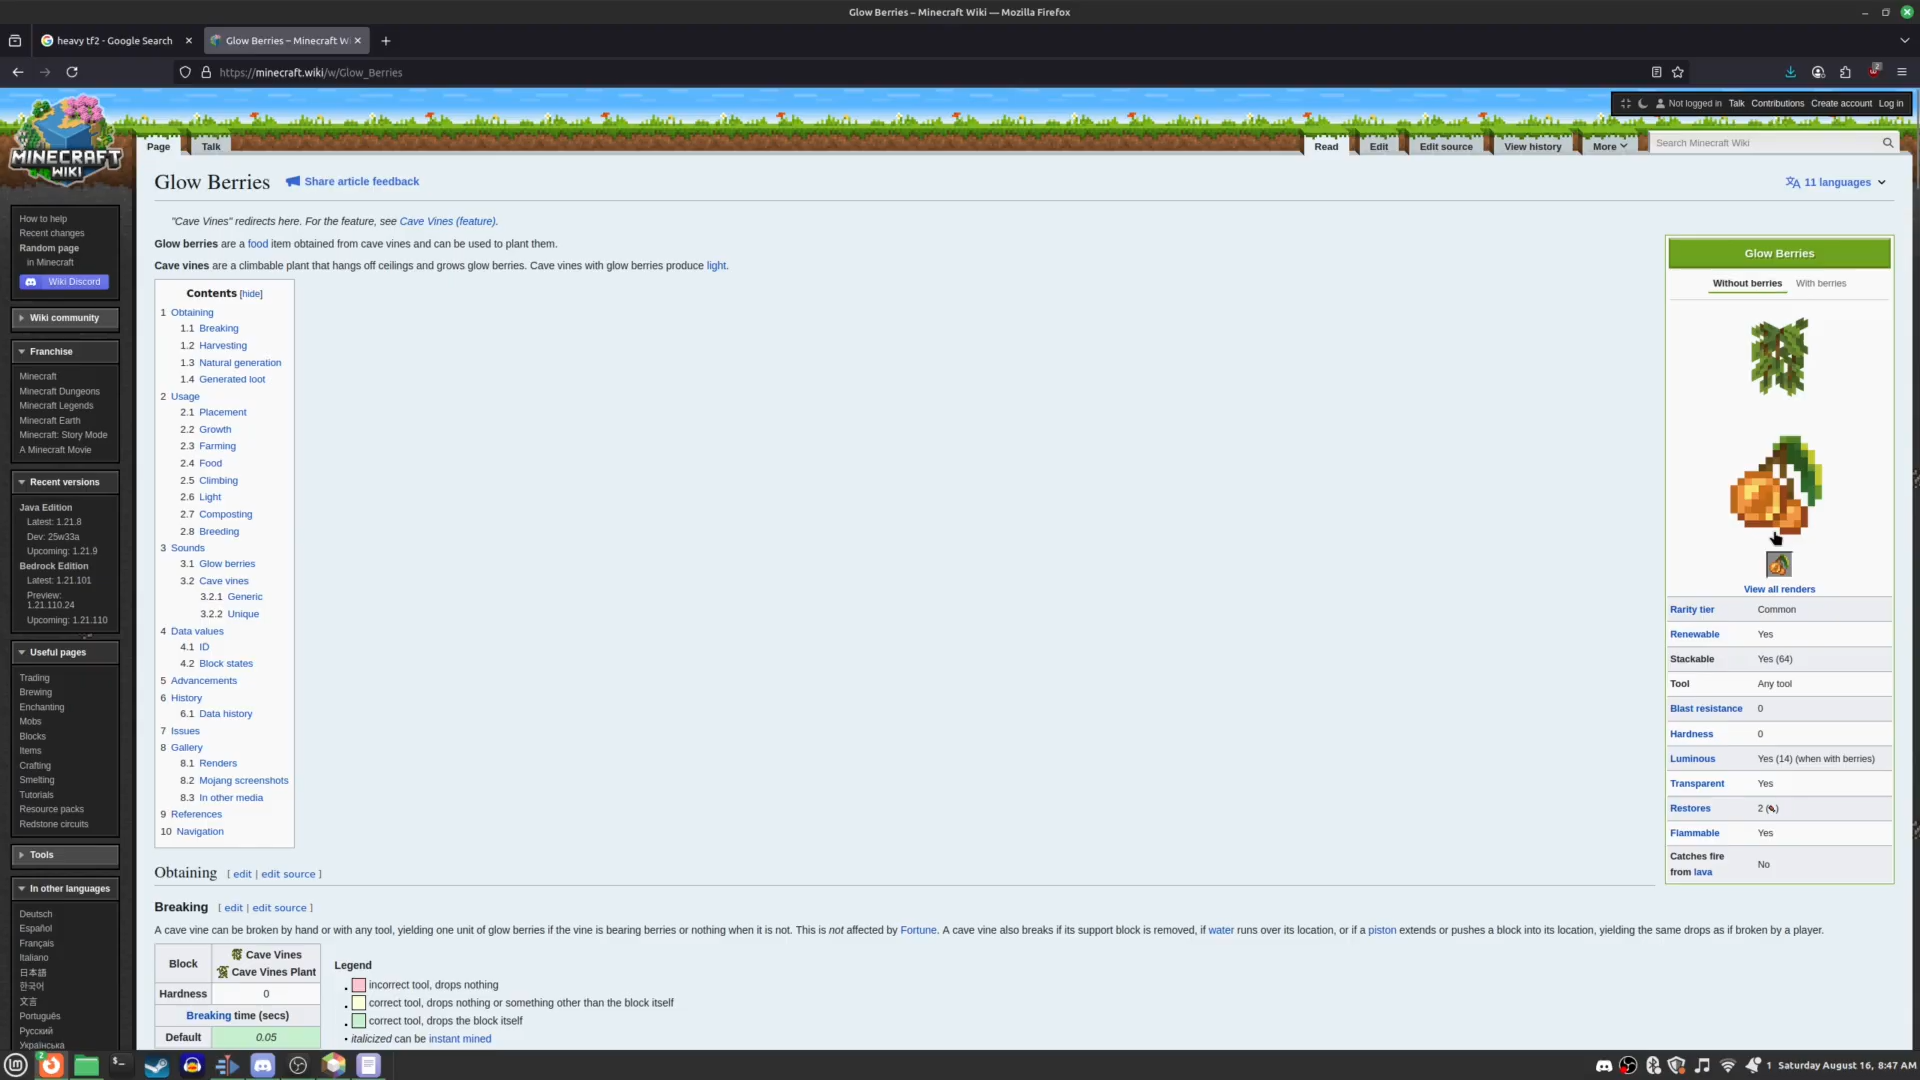 Glow Berries – Minecraft Wiki — Mozilla Firefox
heavy tf2 - Google Search
Glow Berries – Minecraft W
https://minecraft.wiki/w/Glow_Berries
2
Not logged in Talk Contributions Create account Log in
MINECRAFT
WIKI
Page
Talk
Read
Edit
Edit source
View history
More
Search Minecraft Wiki
Glow Berries
Share article feedback
11 languages
"Cave Vines" redirects here. For the feature, see Cave Vines (feature).
Glow berries are a food item obtained from cave vines and can be used to plant them.
Cave vines are a climbable plant that hangs off ceilings and grows glow berries. Cave vines with glow berries produce light.
How to help
Recent changes
Random page
in Minecraft
Wiki Discord
Wiki community
Franchise
Minecraft
Minecraft Dungeons
Minecraft Legends
Minecraft Earth
Minecraft: Story Mode
A Minecraft Movie
Recent versions
Java Edition
Latest: 1.21.8
Dev: 25w33a
Upcoming: 1.21.9
Bedrock Edition
Latest: 1.21.101
Preview:
1.21.110.24
Upcoming: 1.21.110
Useful pages
Trading
Brewing
Enchanting
Mobs
Blocks
Items
Crafting
Smelting
Tutorials
Resource packs
Redstone circuits
Tools
In other languages
Deutsch
Español
Français
Italiano
日本語
한국어
文言
Português
Русский
Українська
Contents [hide]
1 Obtaining
1.1 Breaking
1.2 Harvesting
1.3 Natural generation
1.4 Generated loot
2 Usage
2.1 Placement
2.2 Growth
2.3 Farming
2.4 Food
2.5 Climbing
2.6 Light
2.7 Composting
2.8 Breeding
3 Sounds
3.1 Glow berries
3.2 Cave vines
3.2.1 Generic
3.2.2 Unique
4 Data values
4.1 ID
4.2 Block states
5 Advancements
6 History
6.1 Data history
7 Issues
8 Gallery
8.1 Renders
8.2 Mojang screenshots
8.3 In other media
9 References
10 Navigation
Glow Berries
Without berries With berries
View all renders
Rarity tier Common
Renewable Yes
Stackable Yes (64)
Tool Any tool
Blast resistance 0
Hardness 0
Luminous Yes (14) (when with berries)
Transparent Yes
Restores 2 ( )
Flammable Yes
Catches fire
from lava No
Obtaining [ edit | edit source ]
Breaking [ edit | edit source ]
A cave vine can be broken by hand or with any tool, yielding one unit of glow berries if the vine is bearing berries or nothing when it is not. This is not affected by Fortune. A cave vine also breaks if its support block is removed, if water runs over its location, or if a piston extends or pushes a block into its location, yielding the same drops as if broken by a player.
Block Cave Vines
Cave Vines Plant
Hardness 0
Breaking time (secs)
Default 0.05
Legend
incorrect tool, drops nothing
correct tool, drops nothing or something other than the block itself
correct tool, drops the block itself
italicized can be instant mined
2
1 Saturday August 16, 8:47 AM